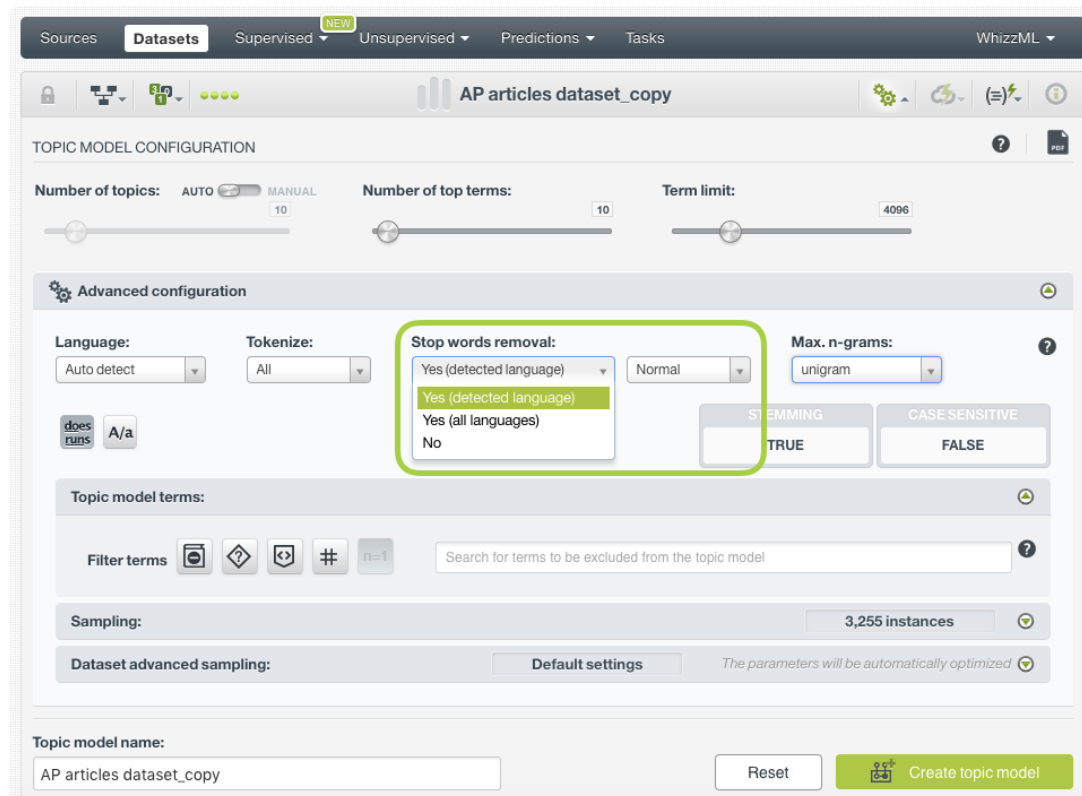 NEW
Sources Datasets Supervised Unsupervised Predictions Tasks WhizzML
AP articles dataset_copy
TOPIC MODEL CONFIGURATION
PDF
Number of topics: AUTO MANUAL Number of top terms: Term limit:
10 10 4096
Advanced configuration
Language: Tokenize: Stop words removal: Max. n-grams:
Auto detect All Yes (detected language) Normal unigram
Yes (detected language)
Yes (all languages)
No
does
runs
A/a
STEMMING CASE SENSITIVE
TRUE FALSE
Topic model terms:
Filter terms # n=1 Search for terms to be excluded from the topic model
Sampling: 3,255 instances
Dataset advanced sampling: Default settings The parameters will be automatically optimized
Topic model name:
AP articles dataset_copy Reset Create topic model